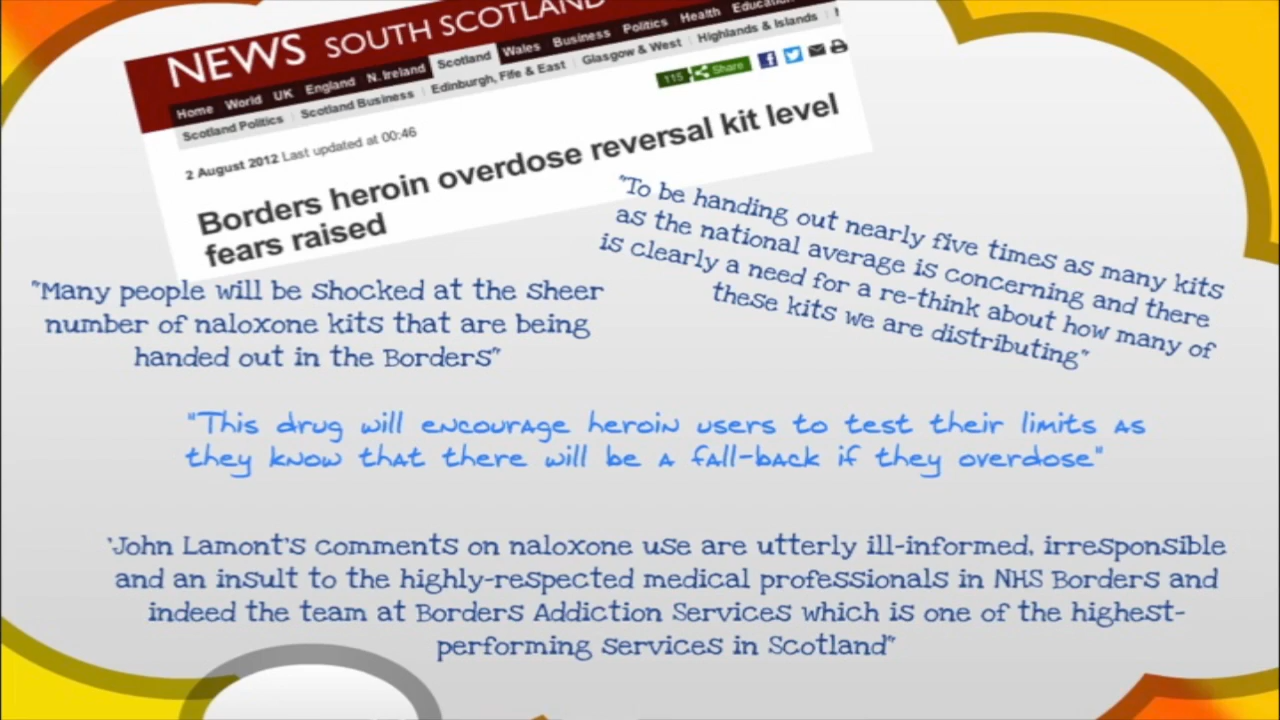 NEWS SOUTH SCOTLAND
Home World UK England N. Ireland Scotland Wales Business Politics Health
Scotland Politics Scotland Business Edinburgh, Fife & East Glasgow & West Highlands & Islands
115 Share
2 August 2012 Last updated at 00:46
Borders heroin overdose reversal kit level
fears raised
"To be handing out nearly five times as many kits
as the national average is concerning and there
is clearly a need for a re-think about how many of
these kits we are distributing"
"Many people will be shocked at the sheer
number of naloxone kits that are being
handed out in the Borders"
"This drug will encourage heroin users to test their limits as
they know that there will be a fall-back if they overdose"
"John Lamont's comments on naloxone use are utterly ill-informed, irresponsible
and an insult to the highly-respected medical professionals in NHS Borders and
indeed the team at Borders Addiction Services which is one of the highest-
performing services in Scotland"